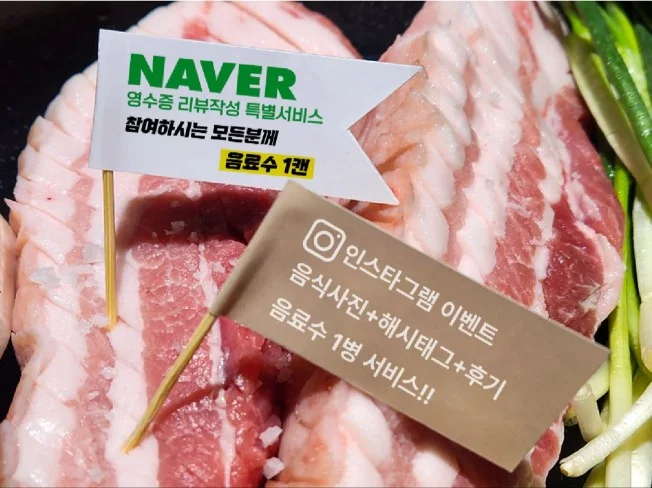 NAVER
영수증 리뷰작성 특별서비스
참여하시는 모든분께
음료수 1캔
인스타그램 이벤트
음식사진+해시태그+후기
음료수 1병 서비스!!